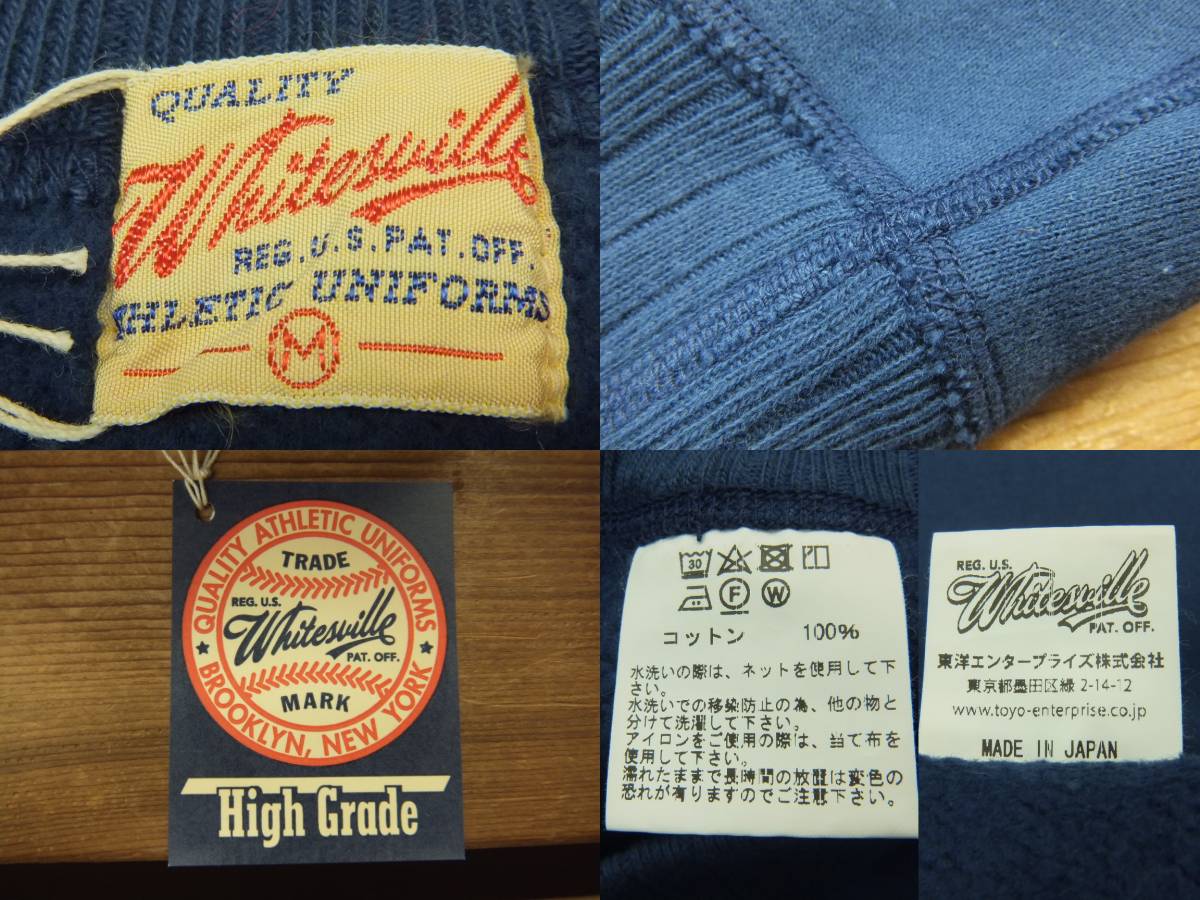 QUALITY
Whitesville
REG. U.S. PAT. OFF.
ATHLETIC UNIFORMS
M
QUALITY ATHLETIC UNIFORMS
TRADE
REG. U.S.
Whitesville
PAT. OFF.
MARK
BROOKLYN, NEW YORK
High Grade
30
F W
コットン 100%
水洗いの際は、ネットを使用して下
さい。
水洗いでの移染防止の為、他の物と
分けて洗濯して下さい。
アイロンをご使用の際は、当て布を
使用して下さい。
濡れたままで長時間の放置は変色の
恐れが有りますのでご注意下さい。
REG. U.S.
Whitesville
PAT. OFF.
東洋エンタープライズ株式会社
東京都墨田区緑 2-14-12
www.toyo-enterprise.co.jp
MADE IN JAPAN